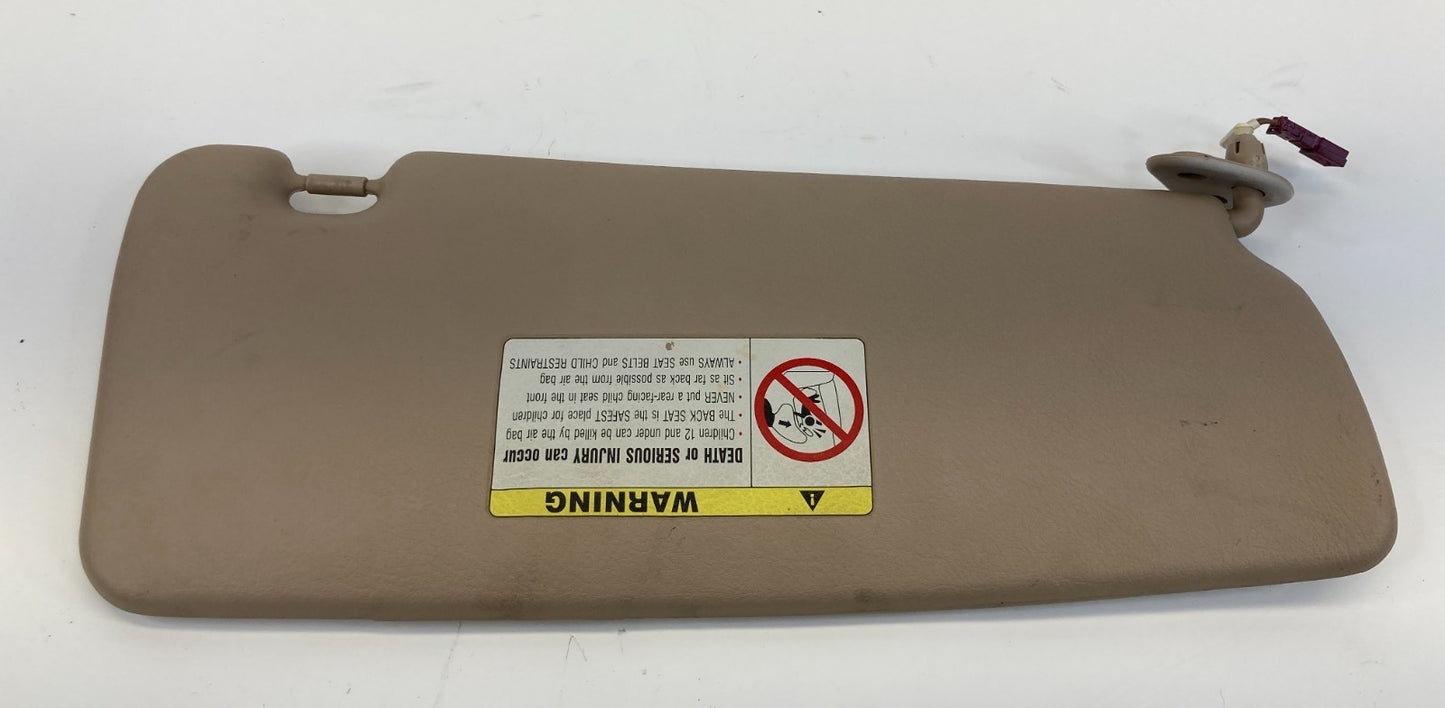 WARNING
DEATH or SERIOUS INJURY can occur
• Children 12 and under can be killed by the air bag
• The BACK SEAT is the SAFEST place for children
• NEVER put a rear-facing child seat in the front
• Sit as far back as possible from the air bag
• ALWAYS use SEAT BELTS and CHILD RESTRAINTS